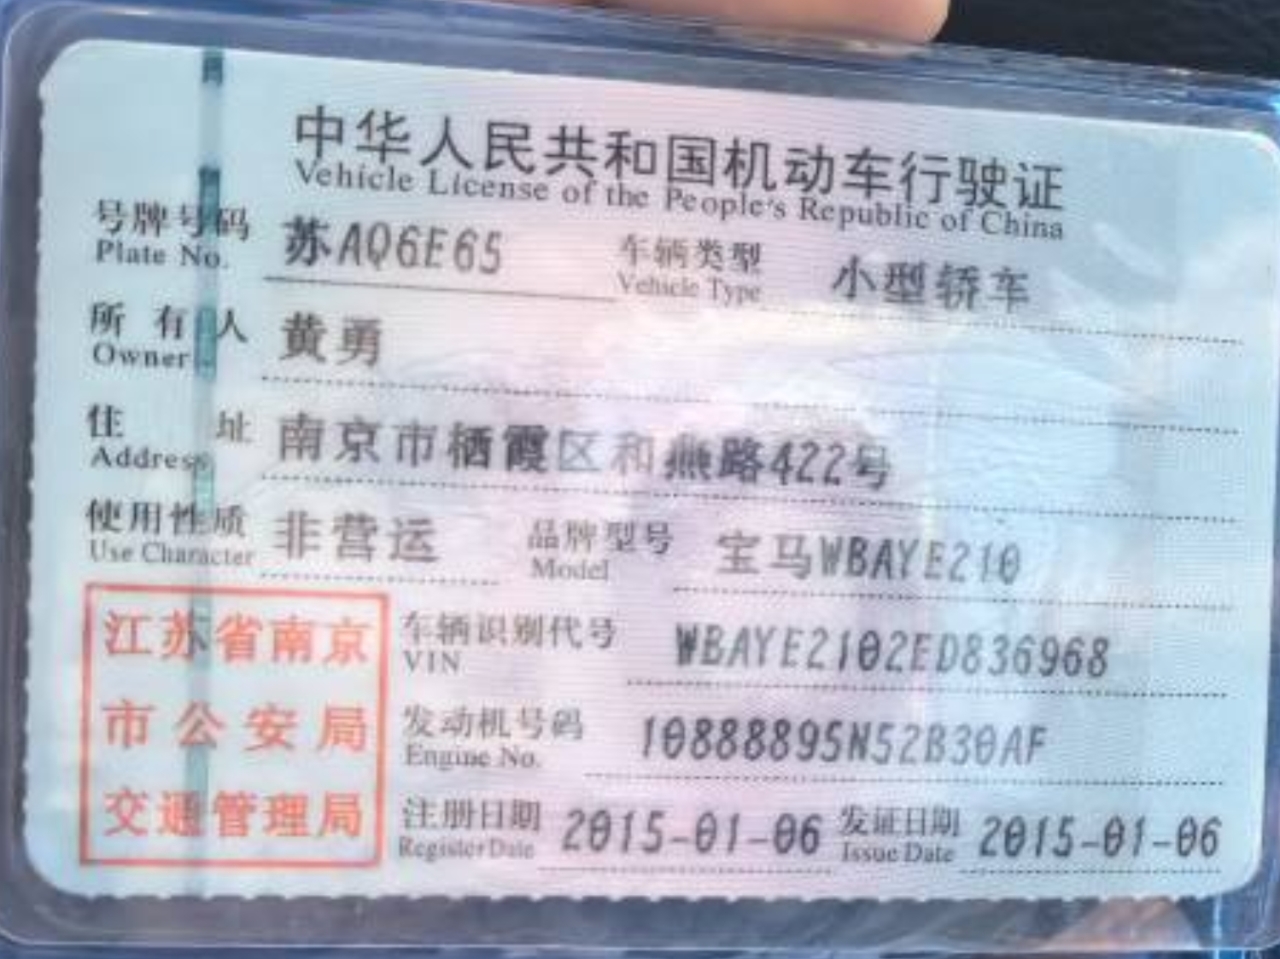 中华人民共和国机动车行驶证
Vehicle License of the People's Republic of China
号牌号码 苏AQ6E65 车辆类型 小型轿车
Plate No. Vehicle Type
所有人 黄勇
Owner
住址 南京市栖霞区和燕路422号
Address
使用性质 非营运 品牌型号 宝马WBAYE210
Use Character Model
江苏省南京 车辆识别代号 WBAYE2102ED836968
VIN
市公安局 发动机号码 10888895N52B30AF
Engine No.
交通管理局 注册日期 2015-01-06 发证日期 2015-01-06
Register Date Issue Date